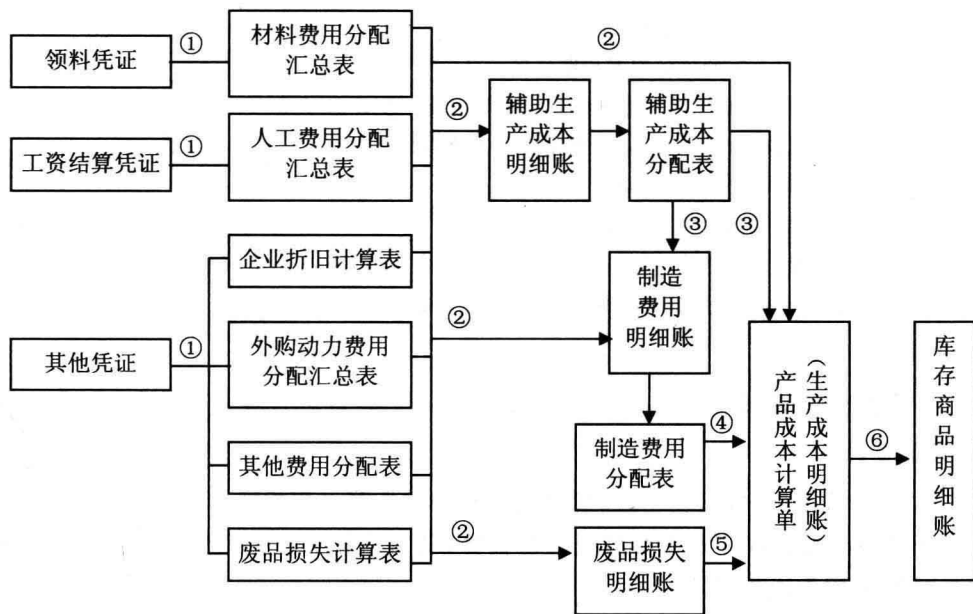 领料凭证
①
材料费用分配
汇总表
②
工资结算凭证
①
人工费用分配
汇总表
②
辅助生
产成本
明细账
辅助生
产成本
分配表
③
③
企业折旧计算表
制造
费用
明细账
其他凭证
①
外购动力费用
分配汇总表
②
产品成本计算单
（生产成本明细账）
⑥
库存商品明细账
其他费用分配表
制造费用
分配表
④
废品损失计算表
②
废品损失
明细账
⑤